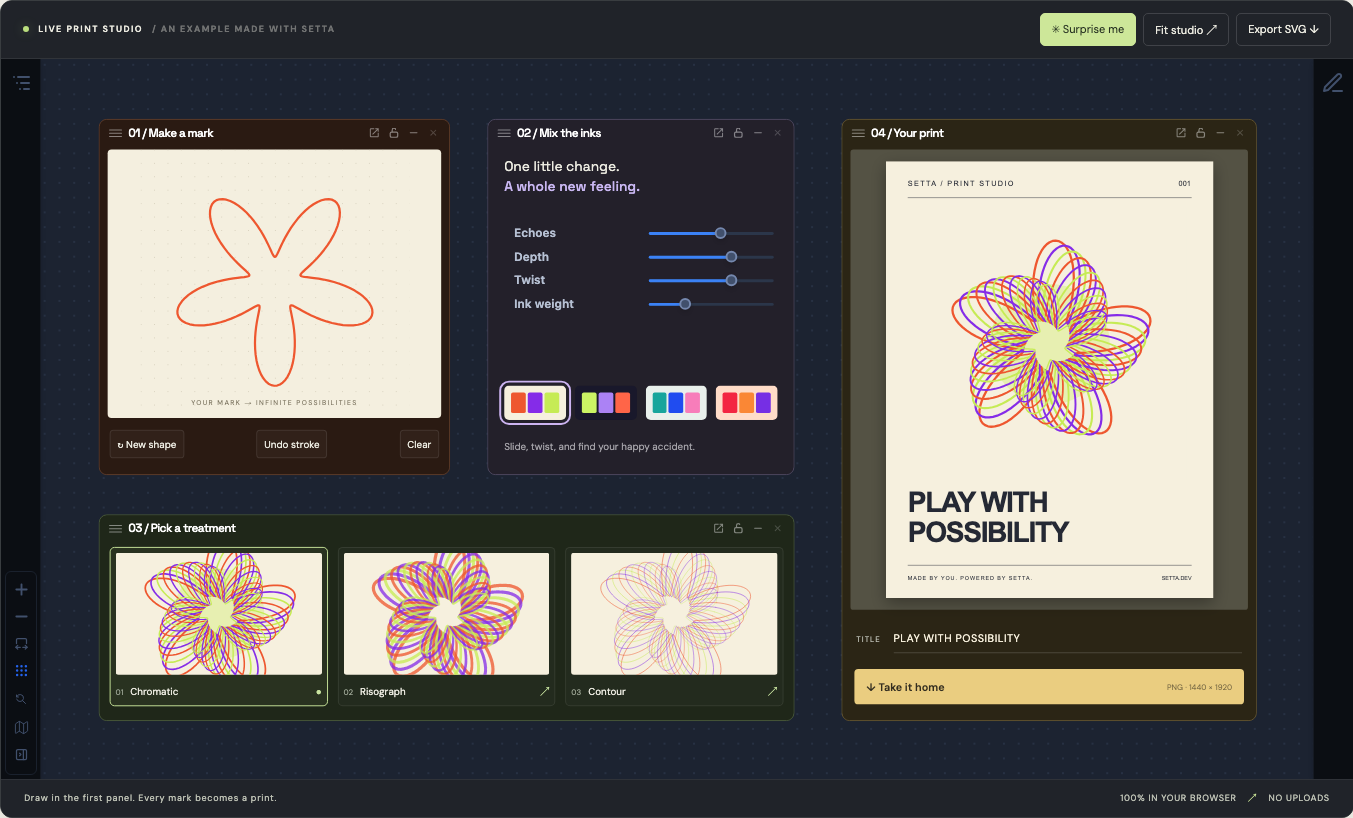 LIVE PRINT STUDIO / AN EXAMPLE MADE WITH SETTA
✳ Surprise me
Fit studio ↗
Export SVG ↓
01 / Make a mark
YOUR MARK → INFINITE POSSIBILITIES
↻ New shape
Undo stroke
Clear
02 / Mix the inks
One little change.
A whole new feeling.
Echoes
Depth
Twist
Ink weight
Slide, twist, and find your happy accident.
03 / Pick a treatment
01 Chromatic
02 Risograph ↗
03 Contour ↗
04 / Your print
SETTA / PRINT STUDIO 001
PLAY WITH
POSSIBILITY
MADE BY YOU. POWERED BY SETTA. SETTA.DEV
TITLE PLAY WITH POSSIBILITY
↓ Take it home PNG · 1440 × 1920
Draw in the first panel. Every mark becomes a print.
100% IN YOUR BROWSER ↗ NO UPLOADS